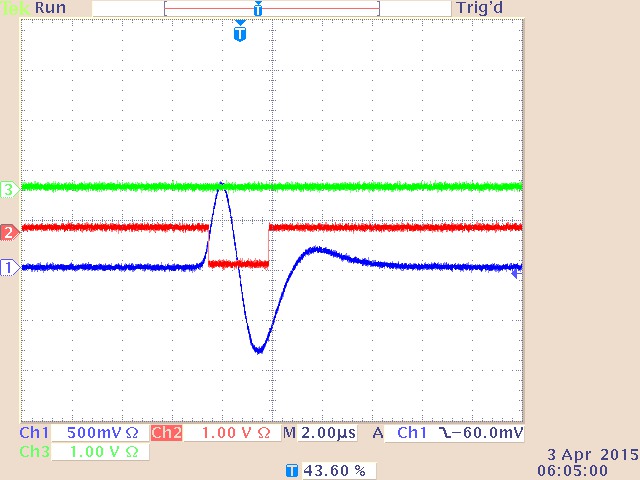 Tek Run Trig'd
T
T
3
2
1
Ch1 500mV Ω Ch2 1.00 V Ω M 2.00µs A Ch1 ↘−60.0mV
Ch3 1.00 V Ω
3 Apr 2015
T 43.60 % 06:05:00